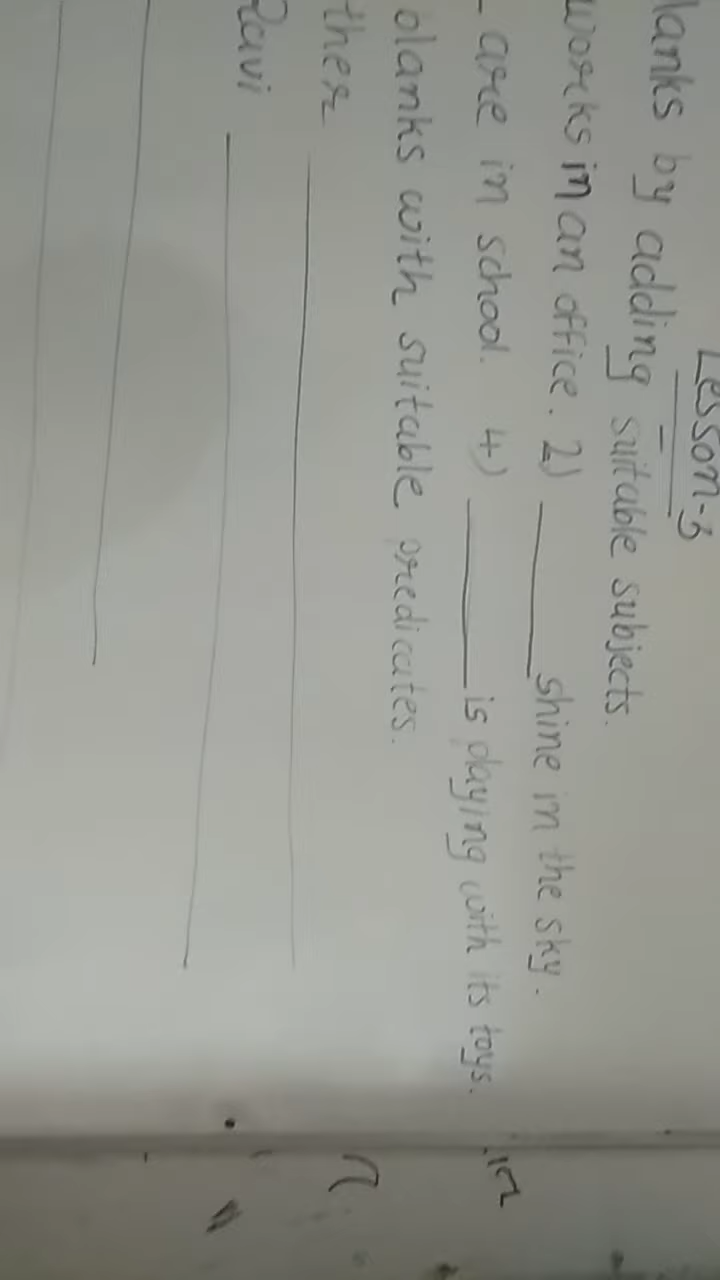 Lesson-3
lanks by adding suitable subjects.
works in an office. 2) ______ shine in the sky.
_ are in school. 4) ______ is playing with its toys.
blanks with suitable predicates.
ther ______
Ravi ______